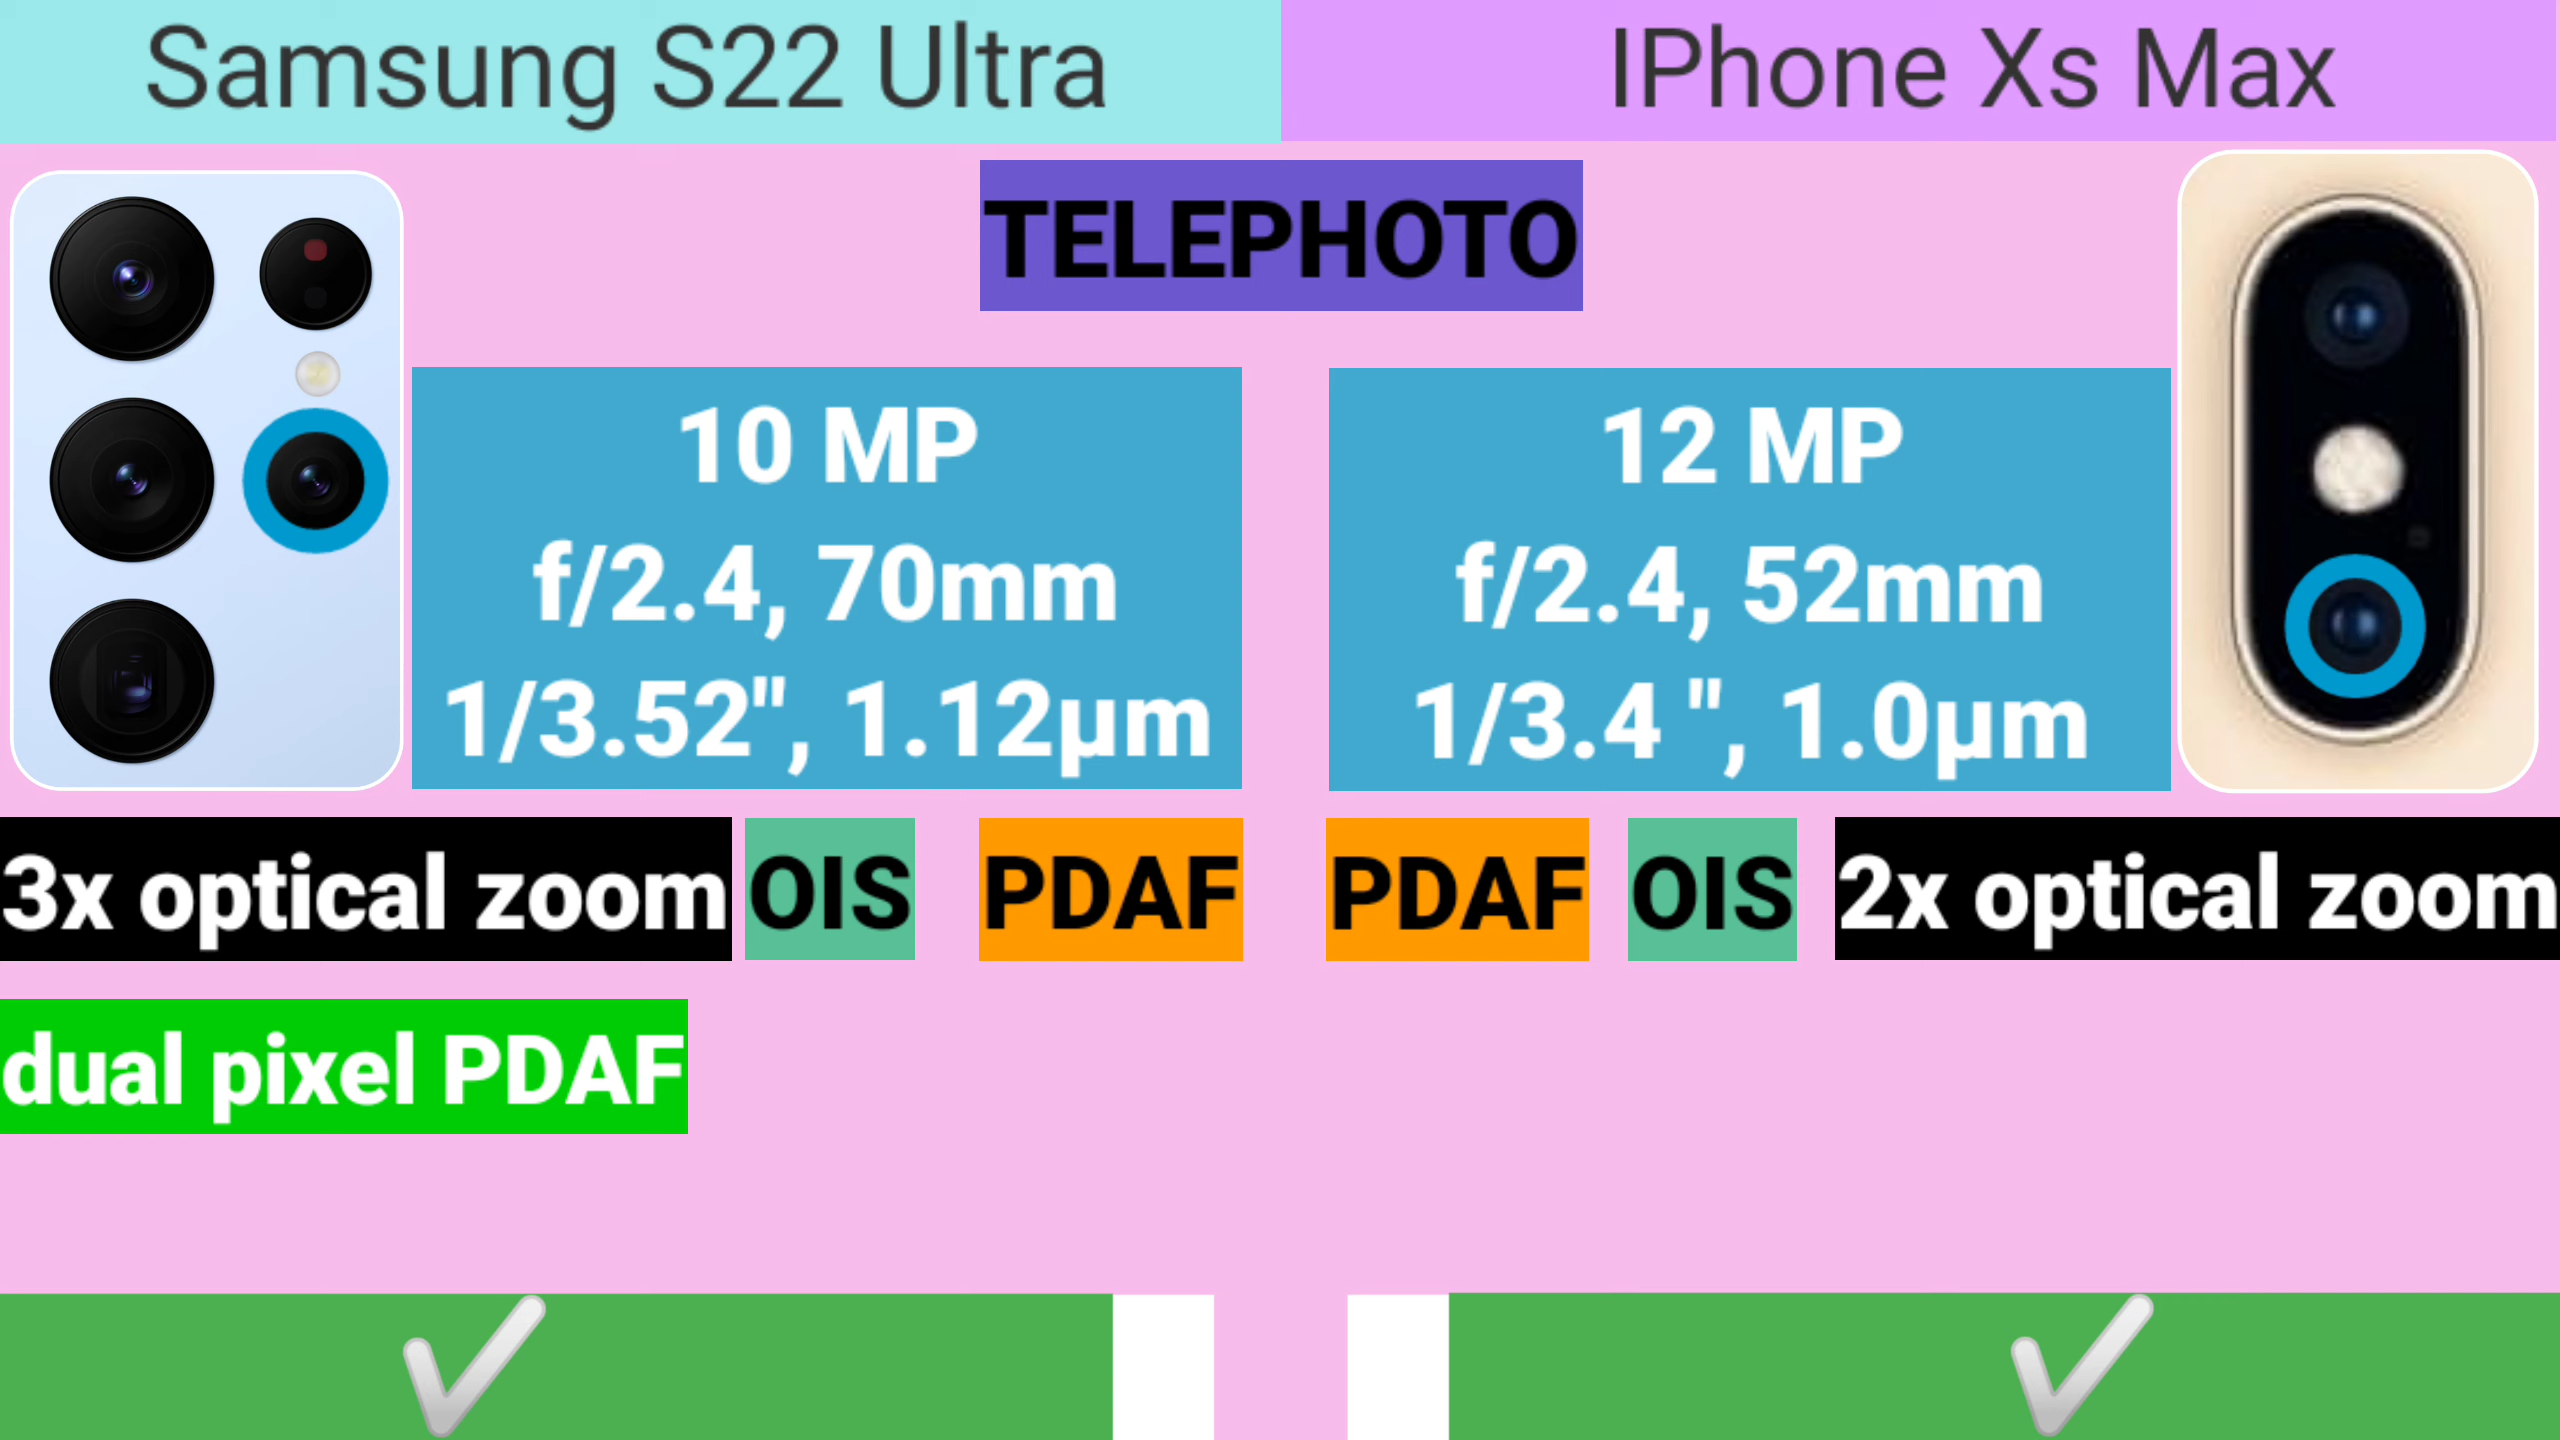 Samsung S22 Ultra
IPhone Xs Max
TELEPHOTO
10 MP
f/2.4, 70mm
1/3.52", 1.12µm
12 MP
f/2.4, 52mm
1/3.4 ", 1.0µm
3x optical zoom
OIS
PDAF
PDAF
OIS
2x optical zoom
dual pixel PDAF